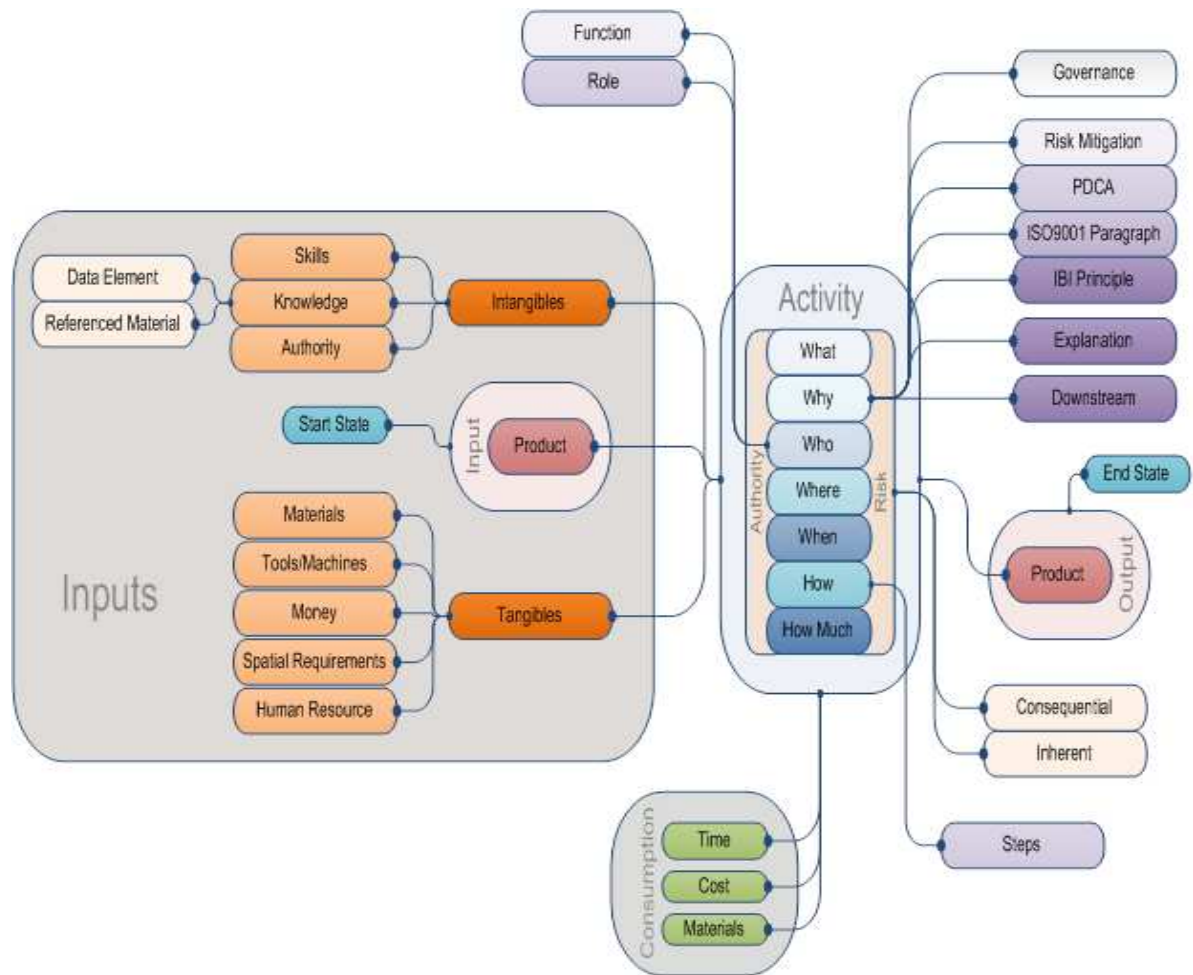 Function
Role
Governance
Risk Mitigation
PDCA
ISO9001 Paragraph
IBI Principle
Explanation
Downstream
Inputs
Data Element
Referenced Material
Skills
Knowledge
Authority
Intangibles
Start State
Input
Product
Materials
Tools/Machines
Money
Spatial Requirements
Human Resource
Tangibles
Activity
Authority
Risk
What
Why
Who
Where
When
How
How Much
End State
Product
Output
Consequential
Inherent
Steps
Consumption
Time
Cost
Materials